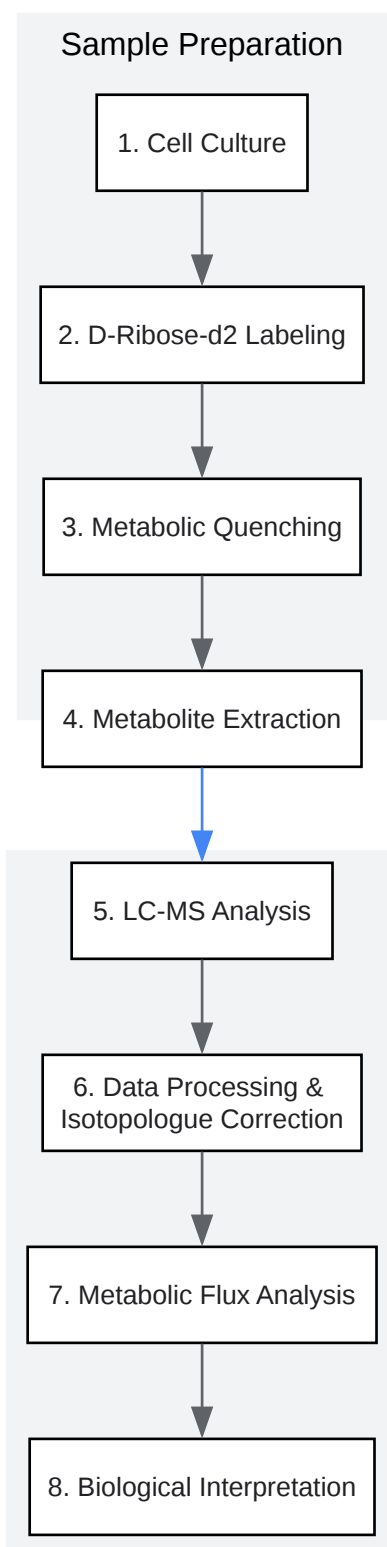 Sample Preparation
1. Cell Culture
2. D-Ribose-d2 Labeling
3. Metabolic Quenching
4. Metabolite Extraction
5. LC-MS Analysis
6. Data Processing &
Isotopologue Correction
7. Metabolic Flux Analysis
8. Biological Interpretation